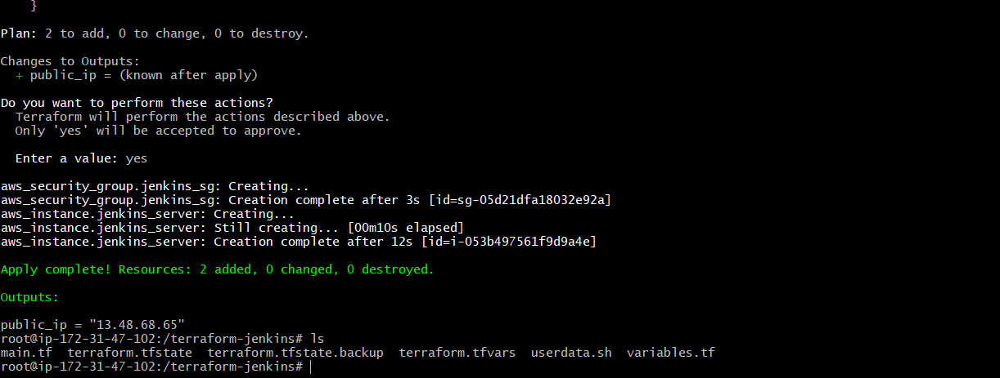 }
Plan: 2 to add, 0 to change, 0 to destroy.
Changes to Outputs:
+ public_ip = (known after apply)
Do you want to perform these actions?
Terraform will perform the actions described above.
Only 'yes' will be accepted to approve.
Enter a value: yes
aws_security_group.jenkins_sg: Creating...
aws_security_group.jenkins_sg: Creation complete after 3s [id=sg-05d21dfa18032e92a]
aws_instance.jenkins_server: Creating...
aws_instance.jenkins_server: Still creating... [00m10s elapsed]
aws_instance.jenkins_server: Creation complete after 12s [id=i-053b497561f9d9a4e]
Apply complete! Resources: 2 added, 0 changed, 0 destroyed.
Outputs:
public_ip = "13.48.68.65"
root@ip-172-31-47-102:/terraform-jenkins# ls
main.tf  terraform.tfstate  terraform.tfstate.backup  terraform.tfvars  userdata.sh  variables.tf
root@ip-172-31-47-102:/terraform-jenkins#